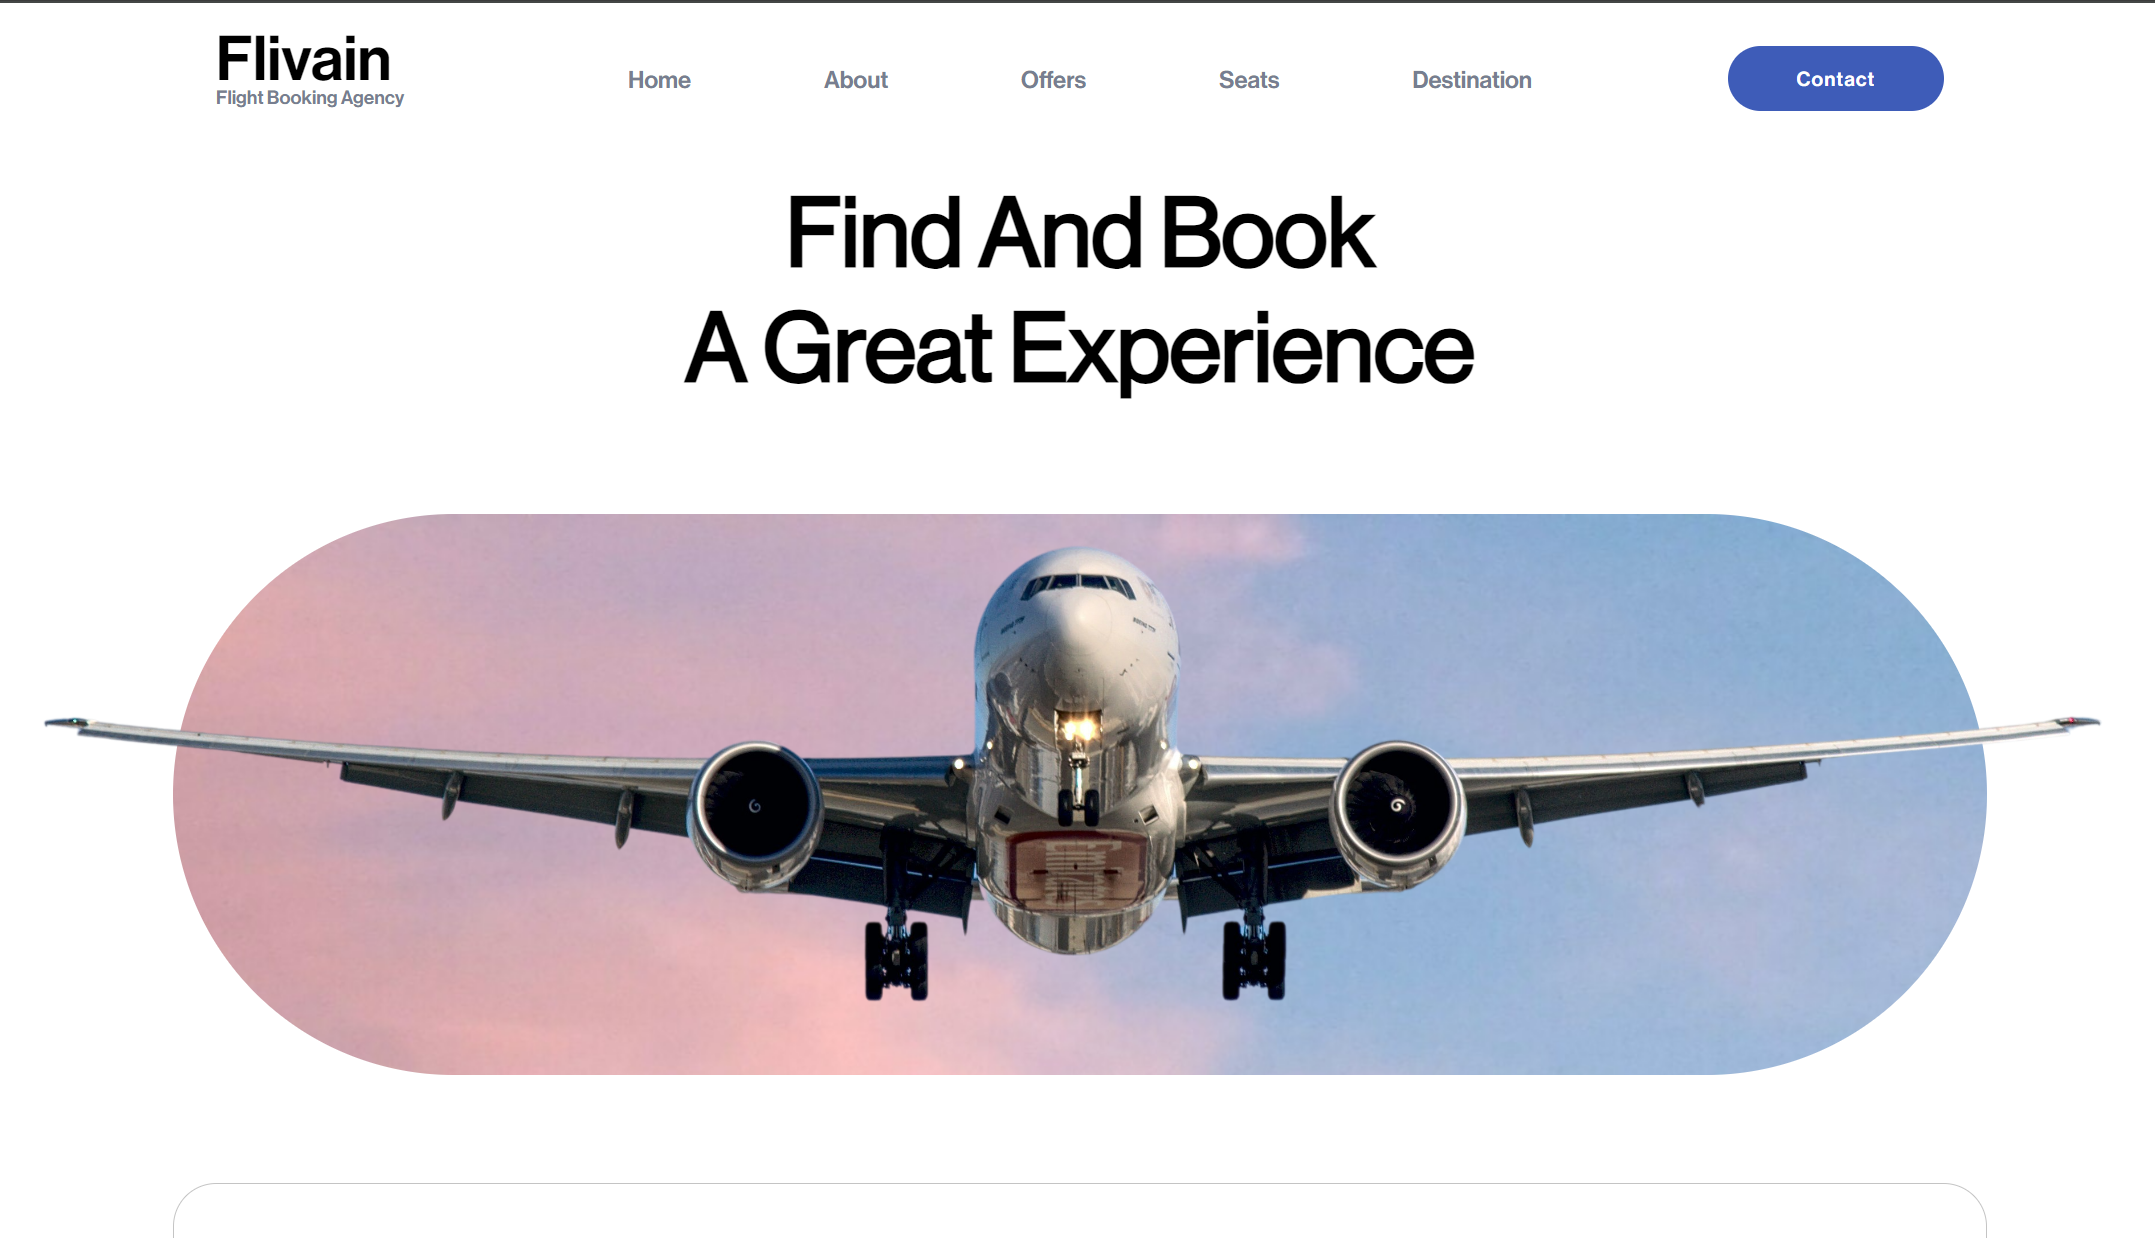 Flivain
Flight Booking Agency
Home
About
Offers
Seats
Destination
Contact
Find And Book
A Great Experience